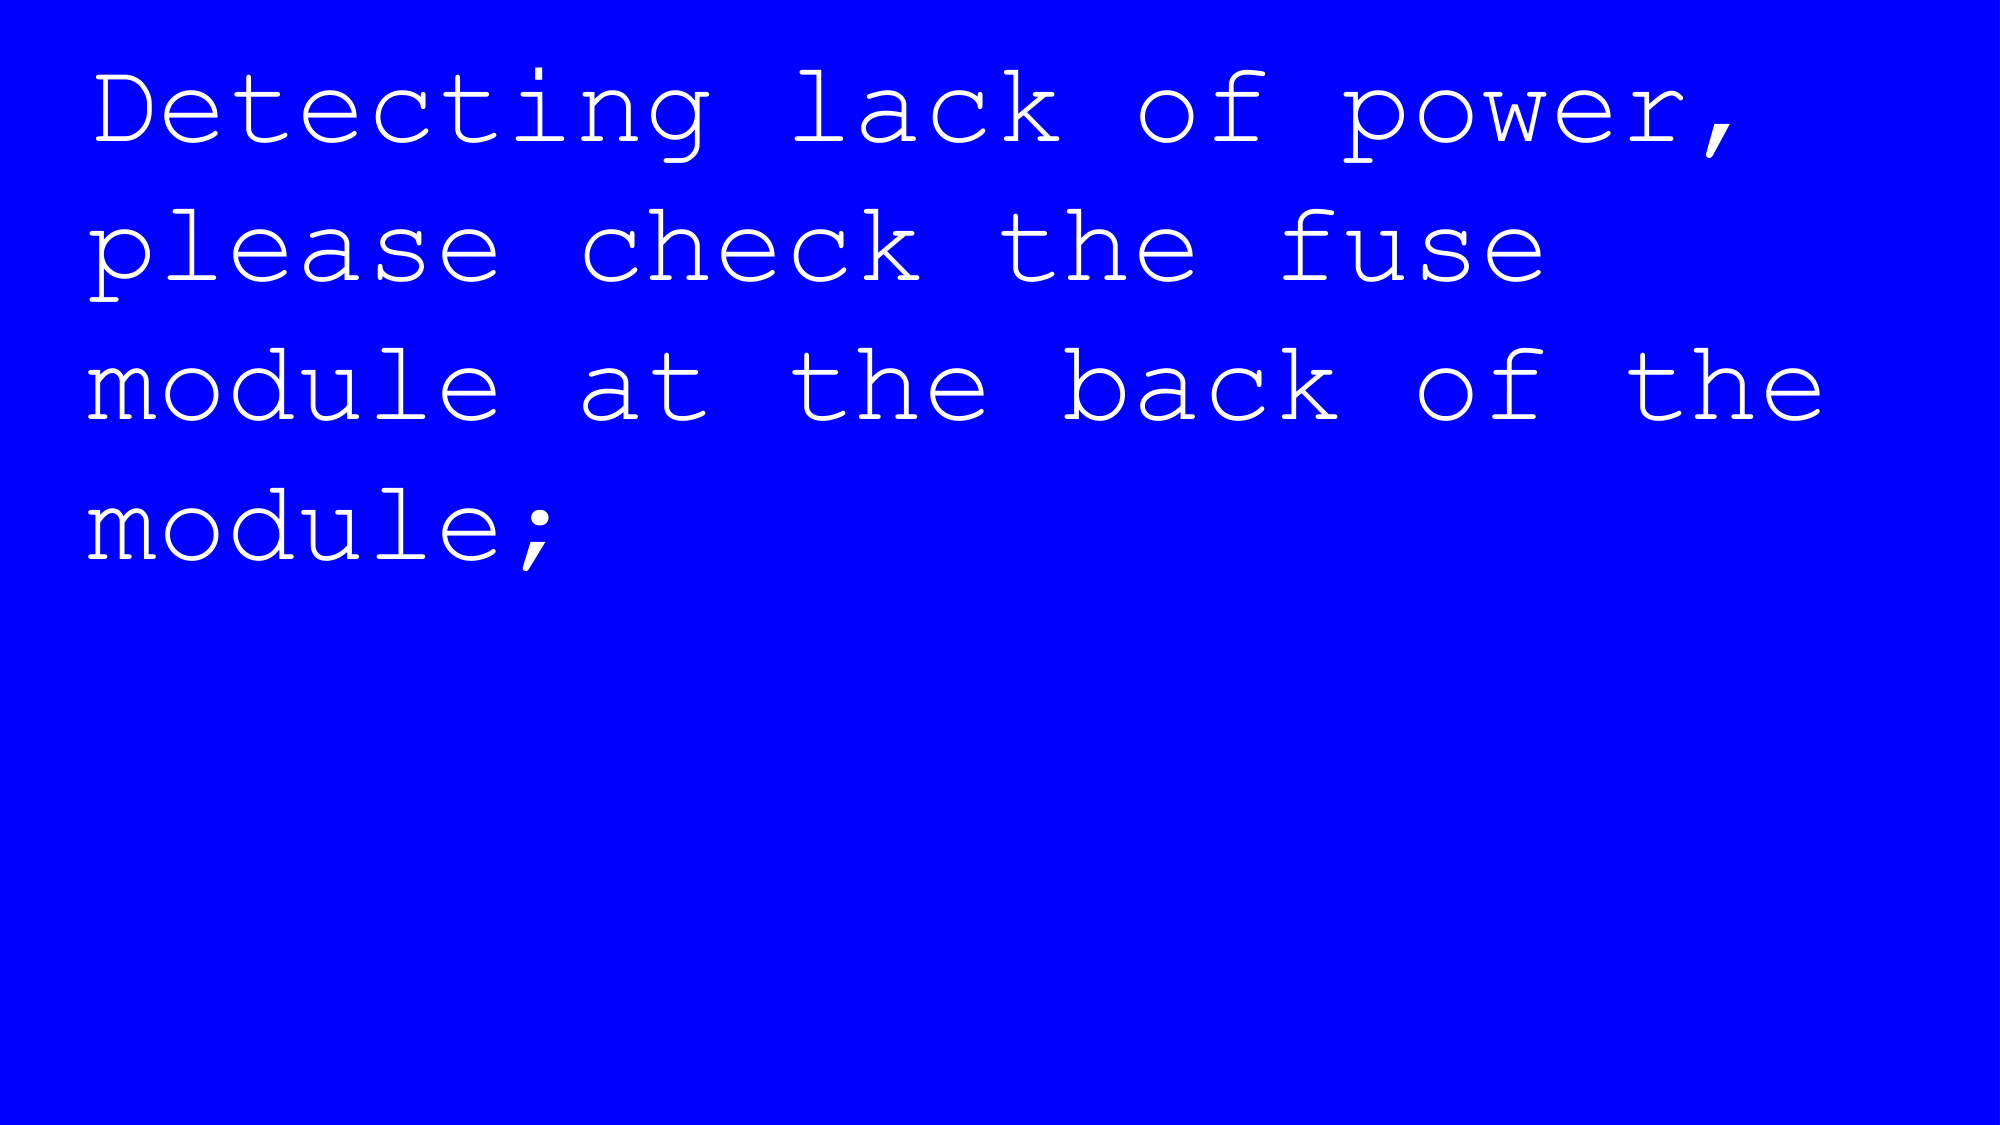 Detecting lack of power,
please check the fuse
module at the back of the
module;